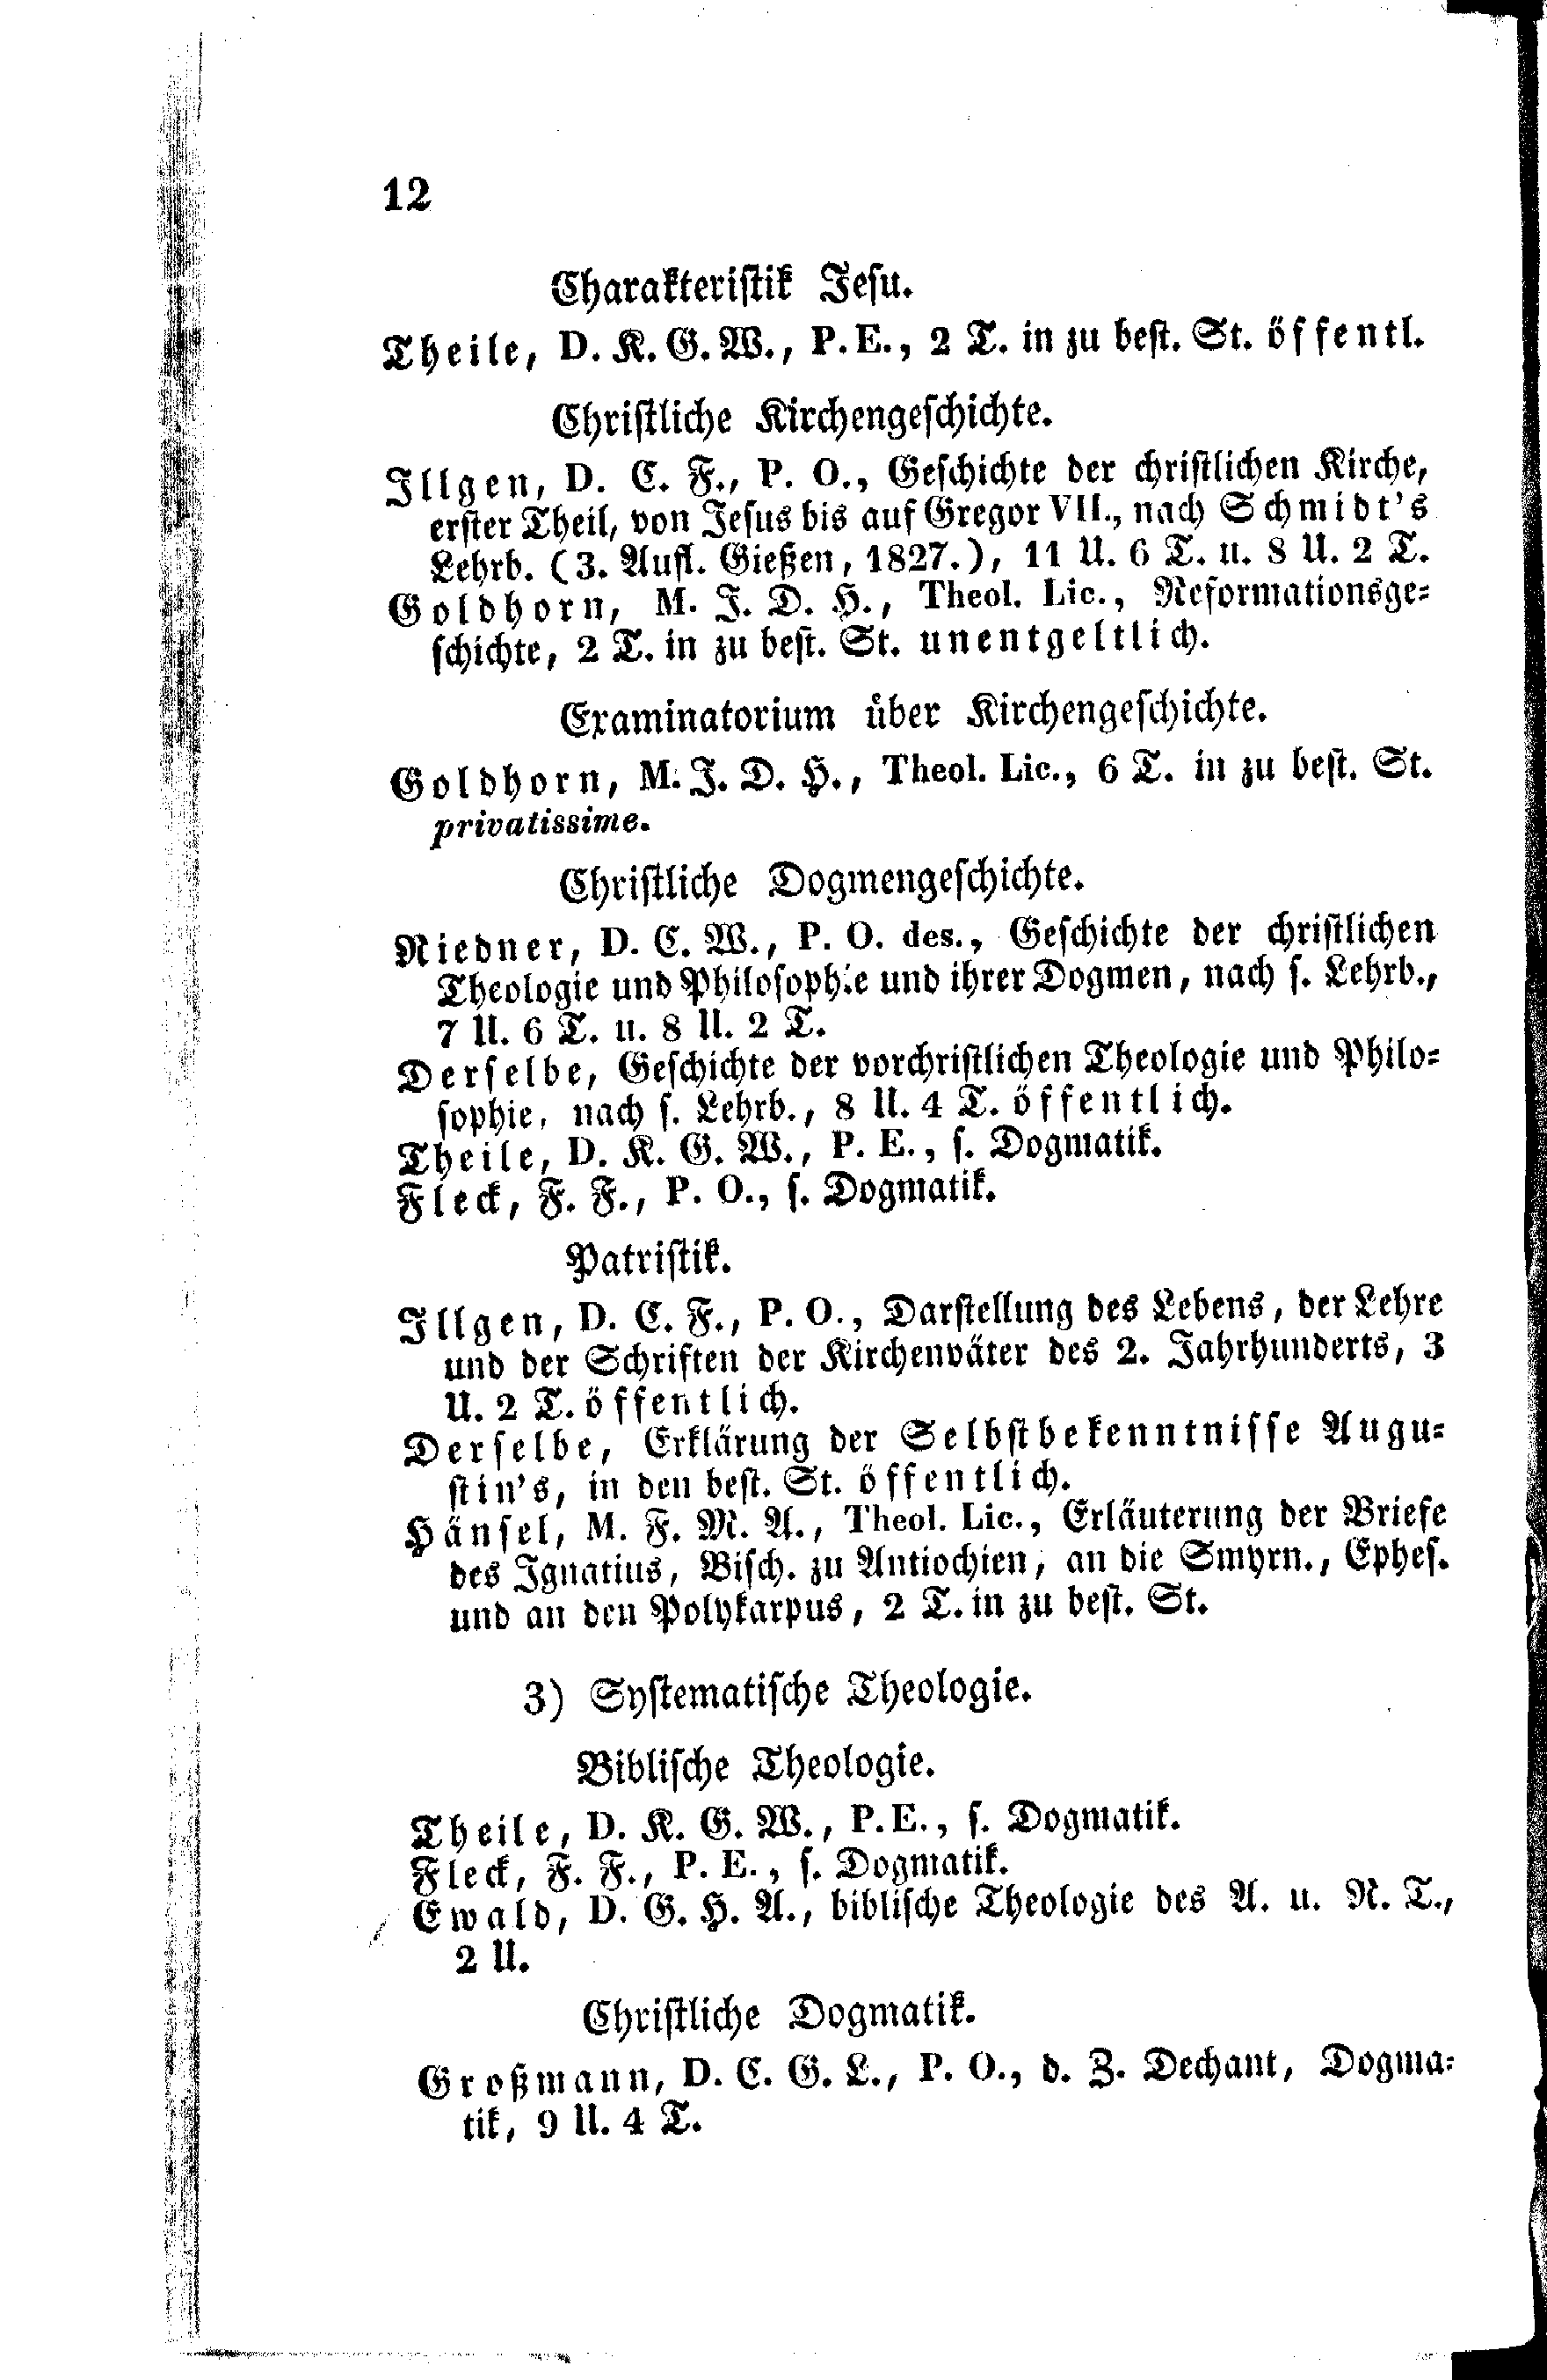 12
Charakteristik Jesu.
Theile, D. K. G. W., P. E., 2 T. in zu best. St. öffentl.
Christliche Kirchengeschichte.
Illgen, D. C. F., P. O., Geschichte der christlichen Kirche,
erster Theil, von Jesus bis auf Gregor VII., nach Schmidt's
Lehrb. (3. Aufl. Gießen, 1827.), 11 U. 6 T. u. 8 U. 2 T.
Goldhorn, M. J. D. H., Theol. Lic., Reformationsge-
schichte, 2 T. in zu best. St. unentgeltlich.
Examinatorium über Kirchengeschichte.
Goldhorn, M. J. D. H., Theol. Lic., 6 T. in zu best. St.
privatissime.
Christliche Dogmengeschichte.
Niedner, D. C. W., P. O. des., Geschichte der christlichen
Theologie und Philosophie und ihrer Dogmen, nach s. Lehrb.,
7 U. 6 T. u. 8 U. 2 T.
Derselbe, Geschichte der vorchristlichen Theologie und Philo-
sophie, nach s. Lehrb., 8 U. 4 T. öffentlich.
Theile, D. K. G. W., P. E., s. Dogmatik.
Fleck, F. F., P. O., s. Dogmatik.
Patristik.
Illgen, D. C. F., P. O., Darstellung des Lebens, der Lehre
und der Schriften der Kirchenväter des 2. Jahrhunderts, 3
U. 2 T. öffentlich.
Derselbe, Erklärung der Selbstbekenntnisse Augu-
stin's, in den best. St. öffentlich.
Hänsel, M. F. M. A., Theol. Lic., Erläuterung der Briefe
des Ignatius, Bisch. zu Antiochien, an die Smyrn., Ephes.
und an den Polykarpus, 2 T. in zu best. St.
3) Systematische Theologie.
Biblische Theologie.
Theile, D. K. G. W., P. E., s. Dogmatik.
Fleck, F. F., P. E., s. Dogmatik.
Ewald, D. G. H. A., biblische Theologie des A. u. N. T.,
2 U.
Christliche Dogmatik.
Großmann, D. C. G. L., P. O., d. Z. Dechant, Dogma-
tik, 9 U. 4 T.